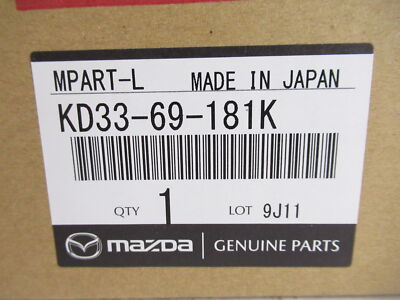 MPART-L MADE IN JAPAN
KD33-69-181K
QTY 1 LOT 9J11
mazda GENUINE PARTS